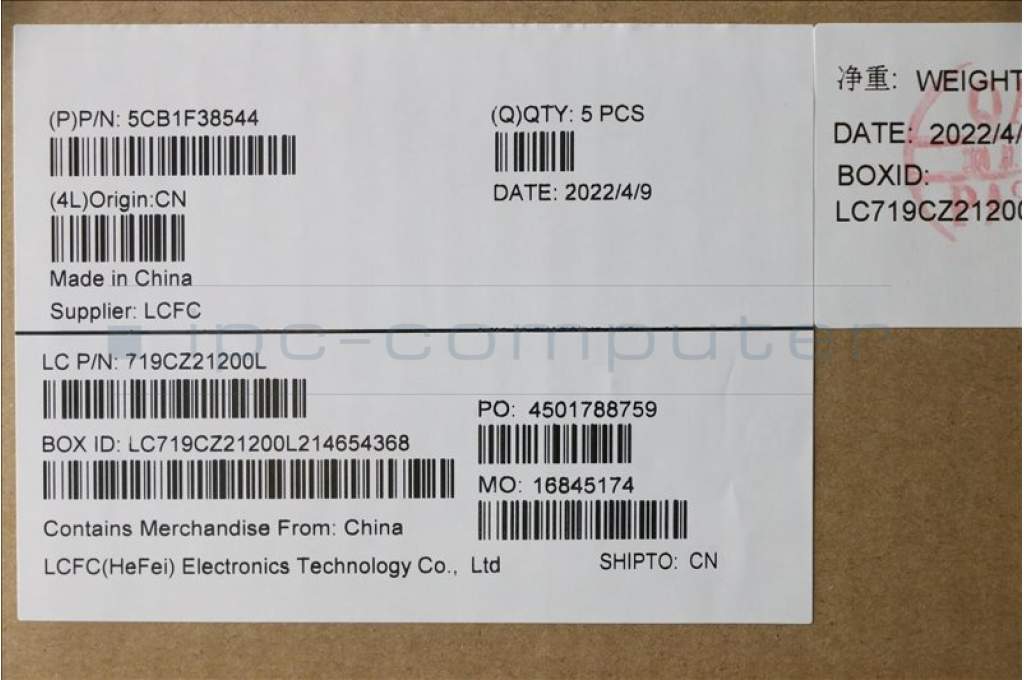 (P)P/N: 5CB1F38544
(Q)QTY: 5 PCS
(4L)Origin:CN
DATE: 2022/4/9
Made in China
Supplier: LCFC
ipc-computer
LC P/N: 719CZ21200L
PO: 4501788759
BOX ID: LC719CZ21200L214654368
MO: 16845174
Contains Merchandise From: China
LCFC(HeFei) Electronics Technology Co., Ltd
SHIPTO: CN
净重: WEIGHT
DATE: 2022/4/
BOXID:
LC719CZ21200